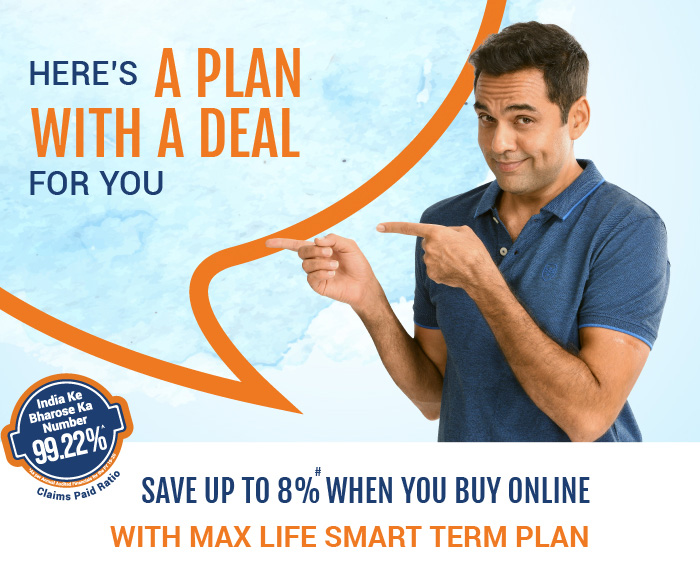 HERE'S A PLAN
WITH A DEAL
FOR YOU
India Ke
Bharose Ka
Number
99.22%^
Claims Paid Ratio
SAVE UP TO 8%# WHEN YOU BUY ONLINE
WITH MAX LIFE SMART TERM PLAN